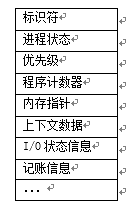 标识符
进程状态
优先级
程序计数器
内存指针
上下文数据
I/O 状态信息
记账信息
...